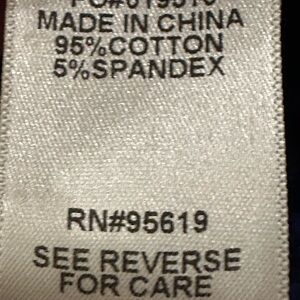 MADE IN CHINA
95%COTTON
5%SPANDEX
RN#95619
SEE REVERSE
FOR CARE